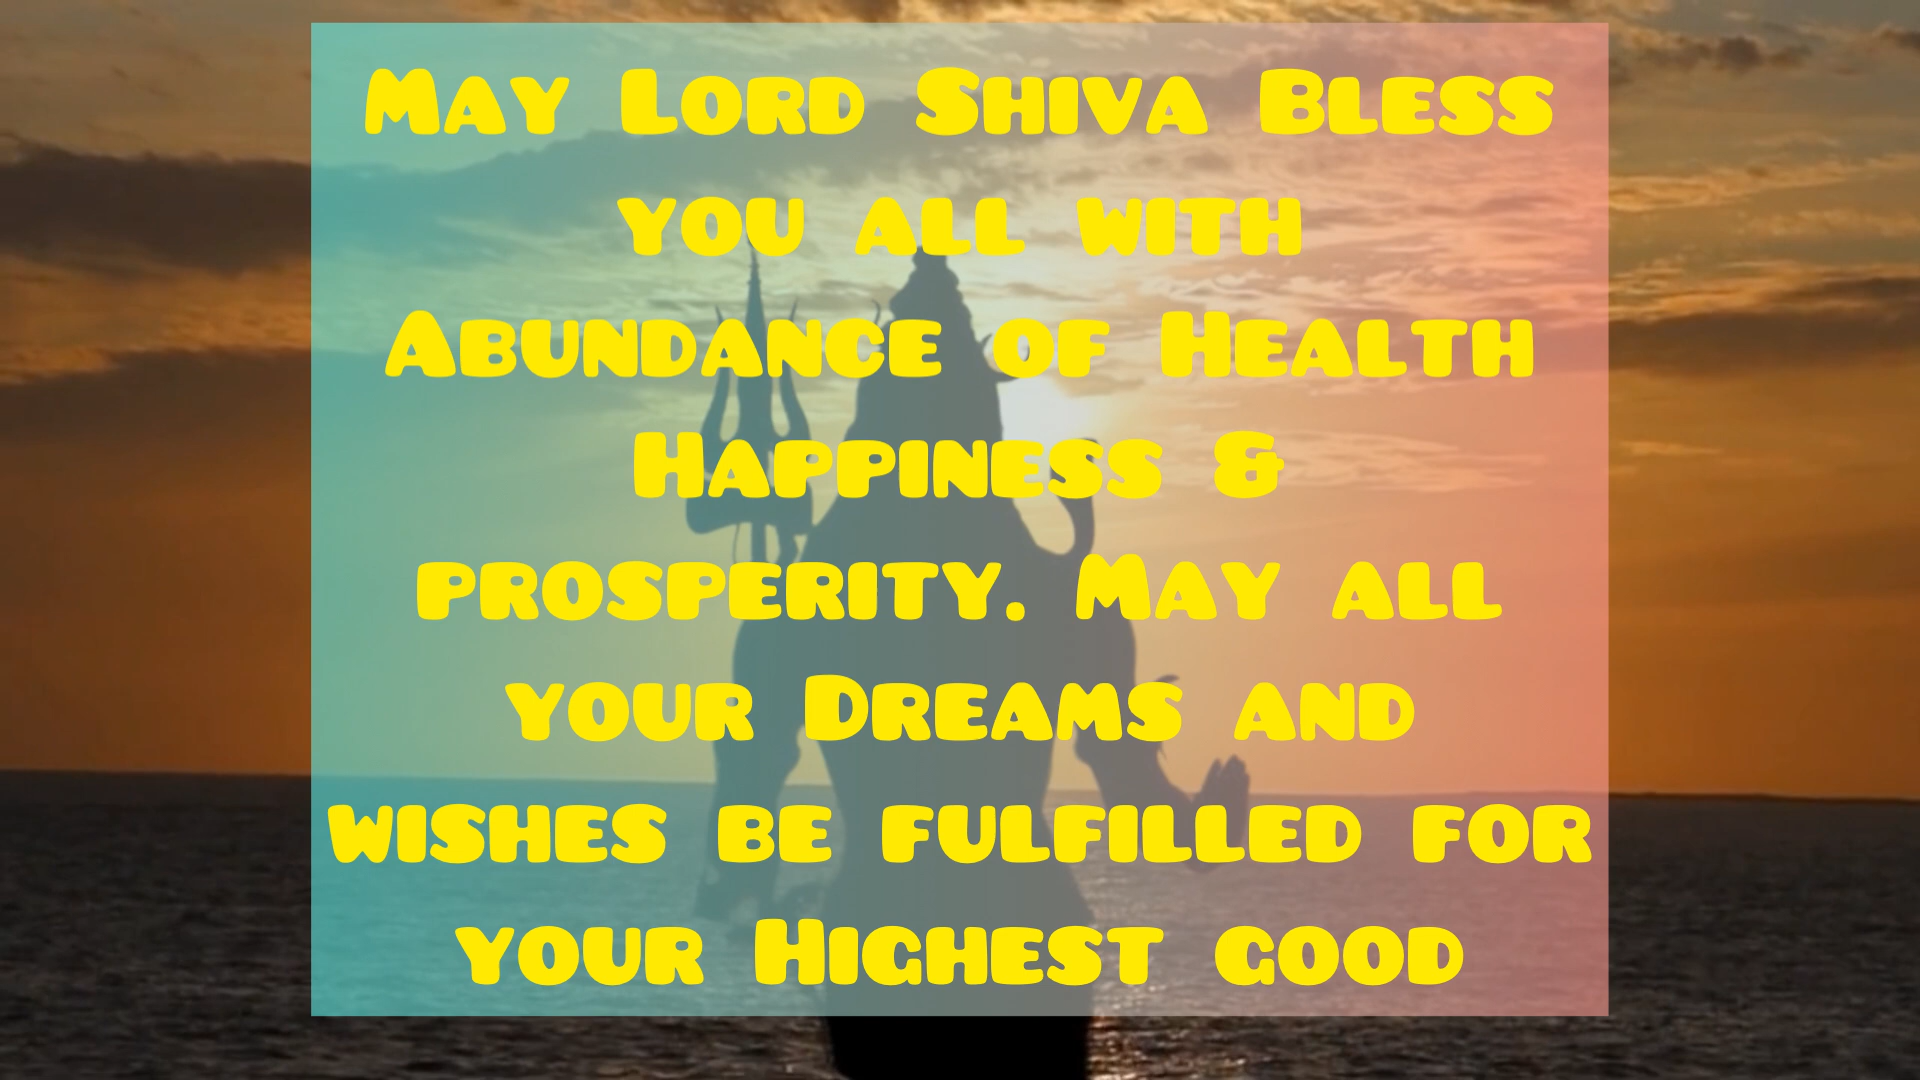 May Lord Shiva Bless
you all with
Abundance of Health
Happiness &
prosperity. May all
your Dreams and
wishes be fulfilled for
your Highest good